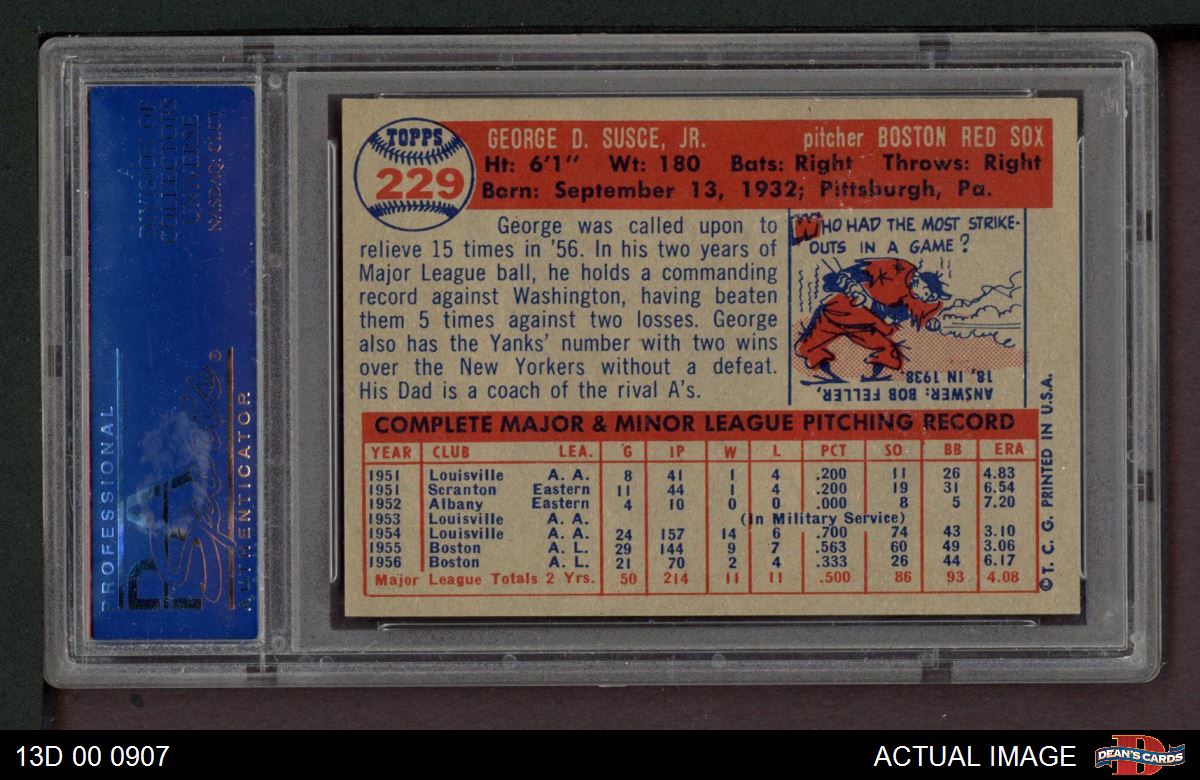 A
DIVISION OF
COLLECTORS
UNIVERSE
NASDAQ: CLCT
PROFESSIONAL
PSA
Sports
AUTHENTICATOR
TOPPS
229
GEORGE D. SUSCE, JR. pitcher BOSTON RED SOX
Ht: 6'1" Wt: 180 Bats: Right Throws: Right
Born: September 13, 1932; Pittsburgh, Pa.
George was called upon to
relieve 15 times in '56. In his two years of
Major League ball, he holds a commanding
record against Washington, having beaten
them 5 times against two losses. George
also has the Yanks' number with two wins
over the New Yorkers without a defeat.
His Dad is a coach of the rival A's.
WHO HAD THE MOST STRIKE-
OUTS IN A GAME?
ANSWER: BOB FELLER,
18, IN 1938
COMPLETE MAJOR & MINOR LEAGUE PITCHING RECORD
YEAR CLUB LEA. G IP W L PCT SO BB ERA
1951 Louisville A. A. 8 41 1 4 .200 11 26 4.83
1951 Scranton Eastern 11 44 1 4 .200 19 31 6.54
1952 Albany Eastern 4 10 0 0 .000 8 5 7.20
1953 Louisville A. A. (In Military Service)
1954 Louisville A. A. 24 157 14 6 .700 74 43 3.10
1955 Boston A. L. 29 144 9 7 .563 60 49 3.06
1956 Boston A. L. 21 70 2 4 .333 26 44 6.17
Major League Totals 2 Yrs. 50 214 11 11 .500 86 93 4.08
© T. C. G. PRINTED IN U.S.A.
13D 00 0907
ACTUAL IMAGE
DEAN'S CARDS